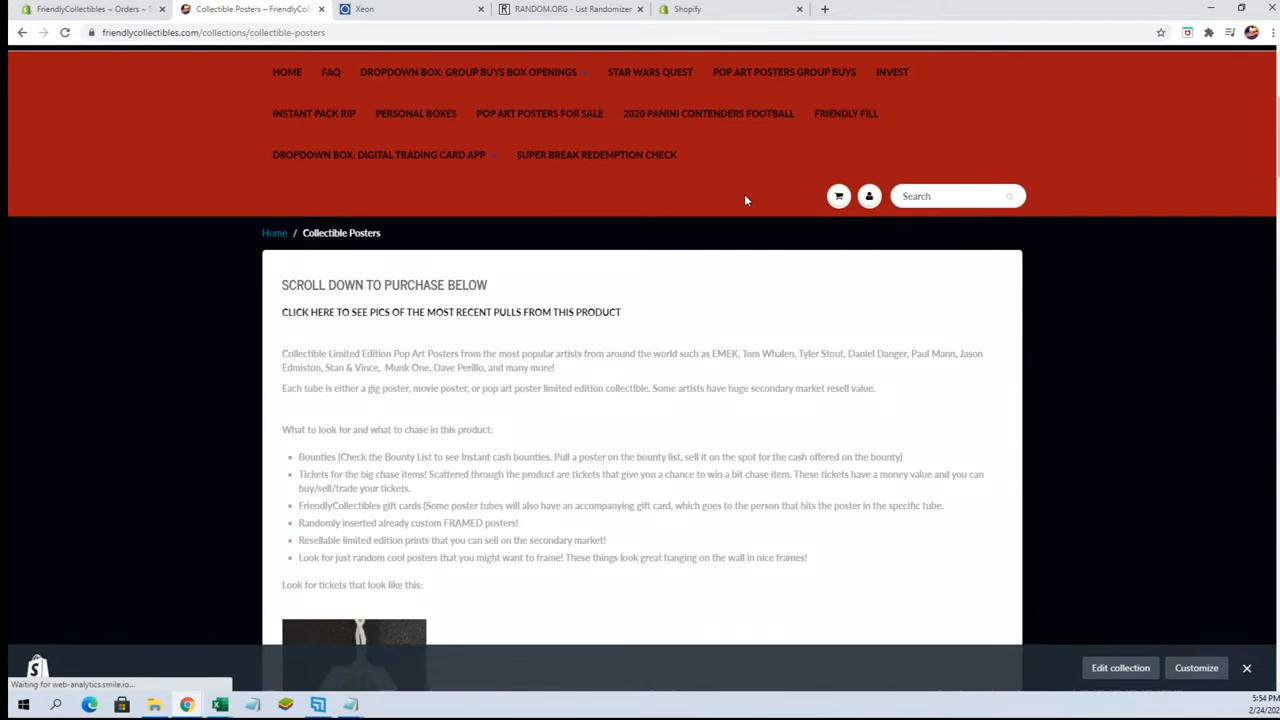 FriendlyCollectibles ~ Orders ~ S
Collectible Posters – FriendlyColl
Xeon
RANDOM.ORG - List Randomizer
Shopify
friendlycollectibles.com/collections/collectible-posters
HOME FAQ DROPDOWN BOX: GROUP BUYS BOX OPENINGS STAR WARS QUEST POP ART POSTERS GROUP BUYS INVEST
INSTANT PACK RIP PERSONAL BOXES POP ART POSTERS FOR SALE 2020 PANINI CONTENDERS FOOTBALL FRIENDLY FILL
DROPDOWN BOX: DIGITAL TRADING CARD APP SUPER BREAK REDEMPTION CHECK
Search
Home / Collectible Posters
SCROLL DOWN TO PURCHASE BELOW
CLICK HERE TO SEE PICS OF THE MOST RECENT PULLS FROM THIS PRODUCT
Collectible Limited Edition Pop Art Posters from the most popular artists from around the world such as EMEK, Tom Whalen, Tyler Stout, Daniel Danger, Paul Mann, Jason
Edmiston, Stan & Vince, Munk One, Dave Perillo, and many more!
Each tube is either a gig poster, movie poster, or pop art poster limited edition collectible. Some artists have huge secondary market resell value.
What to look for and what to chase in this product:
Bounties (Check the Bounty List to see Instant cash bounties. Pull a poster on the bounty list, sell it on the spot for the cash offered on the bounty)
Tickets for the big chase items! Scattered through the product are tickets that give you a chance to win a bit chase item. These tickets have a money value and you can
buy/sell/trade your tickets.
FriendlyCollectibles gift cards (Some poster tubes will also have an accompanying gift card, which goes to the person that hits the poster in the specific tube.
Randomly inserted already custom FRAMED posters!
Resellable limited edition prints that you can sell on the secondary market!
Look for just random cool posters that you might want to frame! These things look great hanging on the wall in nice frames!
Look for tickets that look like this:
Edit collection
Customize
Waiting for web-analytics.smile.io...
5:54 PM
2/24/202